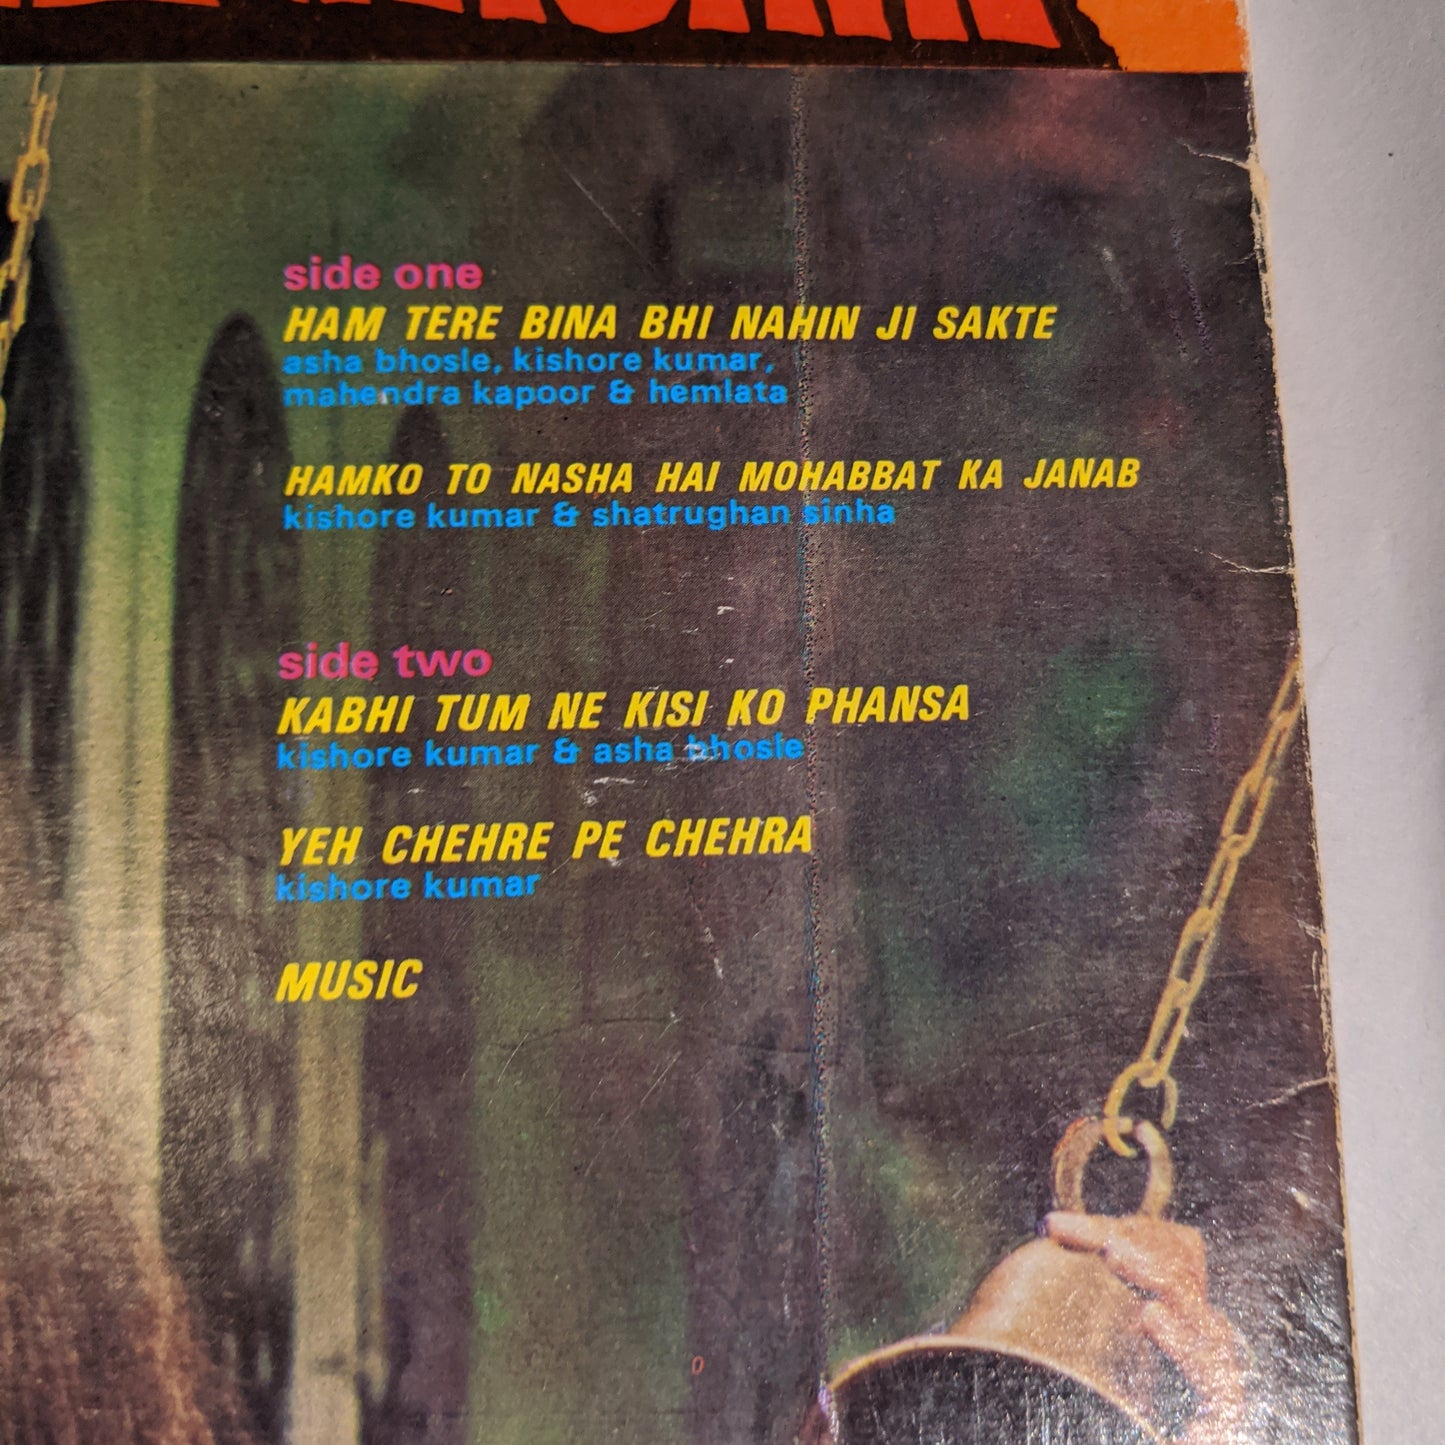 side one
HAM TERE BINA BHI NAHIN JI SAKTE
asha bhosle, kishore kumar,
mahendra kapoor & hemlata
HAMKO TO NASHA HAI MOHABBAT KA JANAB
kishore kumar & shatrughan sinha
side two
KABHI TUM NE KISI KO PHANSA
kishore kumar & asha bhosle
YEH CHEHRE PE CHEHRA
kishore kumar
MUSIC